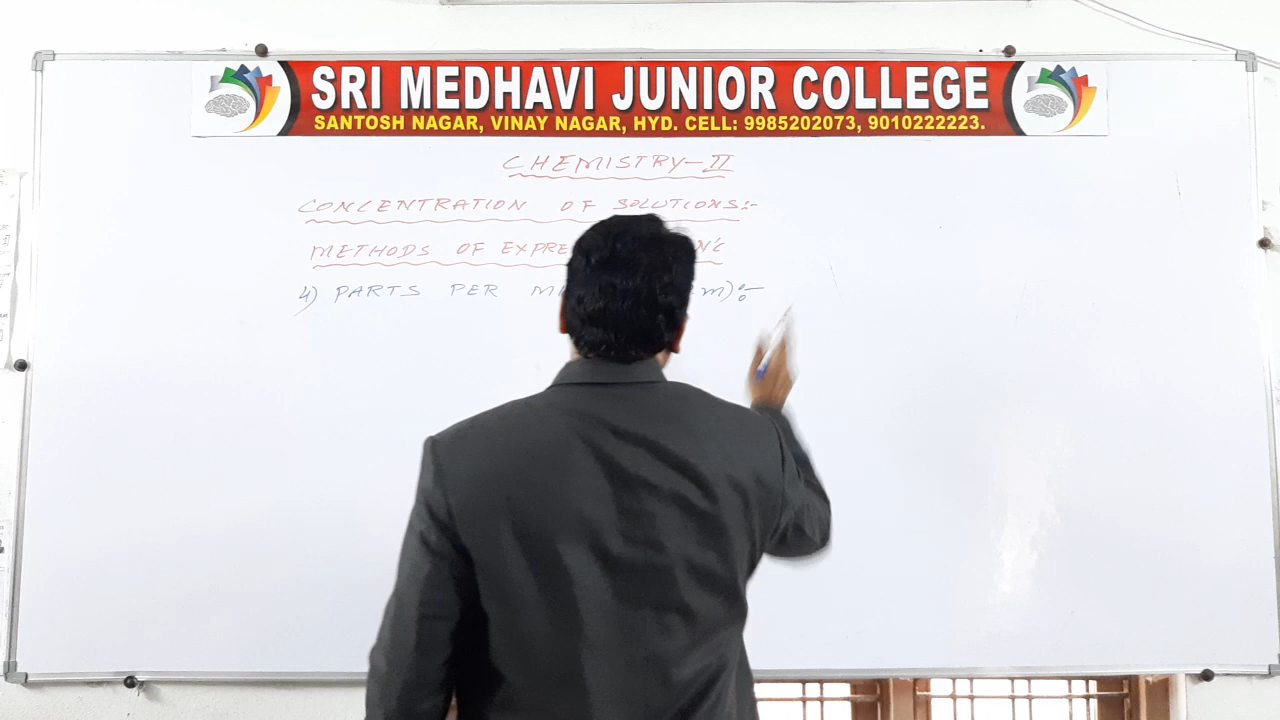 SRI MEDHAVI JUNIOR COLLEGE
SANTOSH NAGAR, VINAY NAGAR, HYD. CELL: 9985202073, 9010222223.
CHEMISTRY-II
CONCENTRATION OF SOLUTIONS:-
METHODS OF EXPRE N'C
4) PARTS PER M M):-